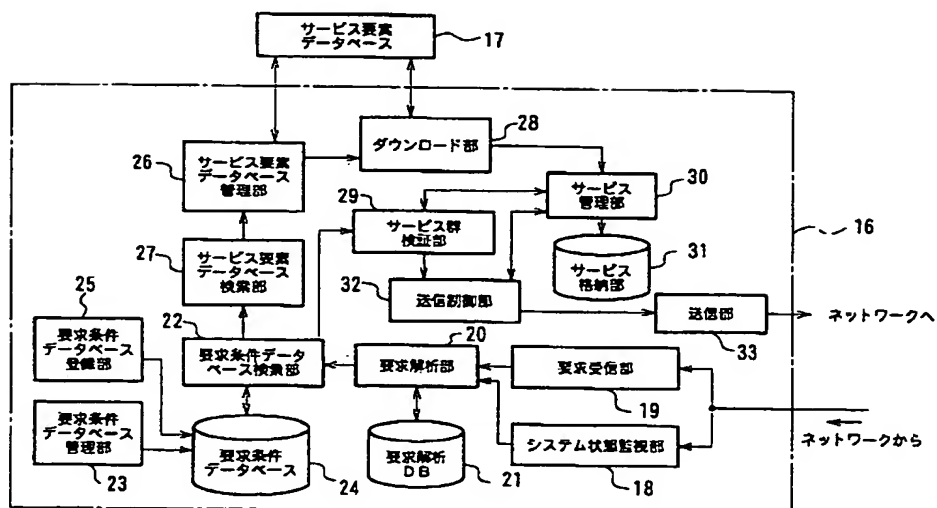 サービス要素
データベース
17
28
ダウンロード部
26
サービス要素
データベース
管理部
29
サービス
管理部
30
サービス群
検証部
16
27
サービス要素
データベース
検索部
サービス
格納部
31
32
送信制御部
25
22
20
送信部
33
ネットワークへ
要求条件
データベース
登録部
要求条件データ
ベース検索部
要求解析部
要求受信部
19
要求条件
データベース
管理部
23
要求条件
データベース
24
要求解析
DB
21
システム状態監視部
18
ネットワークから